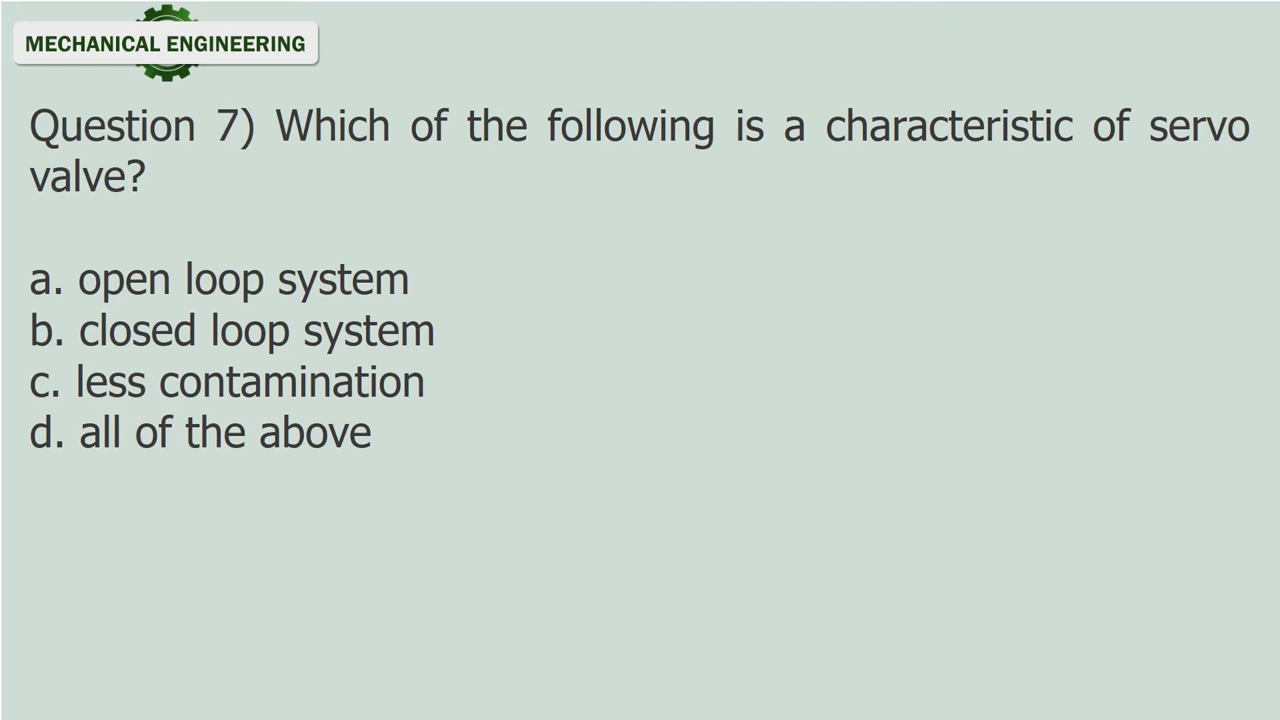 MECHANICAL ENGINEERING
Question 7) Which of the following is a characteristic of servo
valve?
a. open loop system
b. closed loop system
c. less contamination
d. all of the above